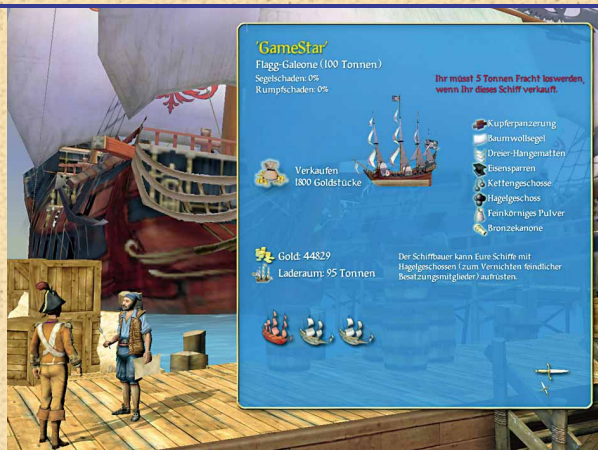 'GameStar'
Flagg-Galeone (100 Tonnen)
Segelschaden: 0%
Rumpfschaden: 0%
Ihr müsst 5 Tonnen Fracht loswerden,
wenn Ihr dieses Schiff verkauft.
Verkaufen
1800 Goldstücke
Kupferpanzerung
Baumwollsegel
Dreier-Hängematten
Eisensparren
Kettengeschosse
Hagelgeschoss
Feinkörniges Pulver
Bronzekanone
Gold: 44829
Laderaum: 95 Tonnen
Der Schiffbauer kann Eure Schiffe mit
Hagelgeschossen (zum Vernichten feindlicher
Besatzungsmitglieder) aufrüsten.